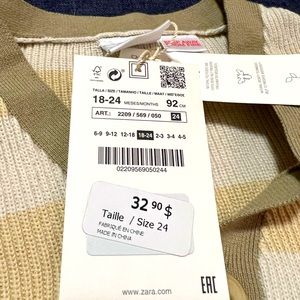 TALLA / SIZE / TAMANHO / TAILLE / MAAT / MÉRŐSE
18-24 MESES/MONTHS 92 CM
ART.: 2209 / 569 / 050 24
6-9 9-12 12-18 18-24 2-3 3-4 4-5
02209569050244
32 90 $
Taille / Size 24
FABRIQUÉ EN CHINE
MADE IN CHINA
www.zara.com
EAC